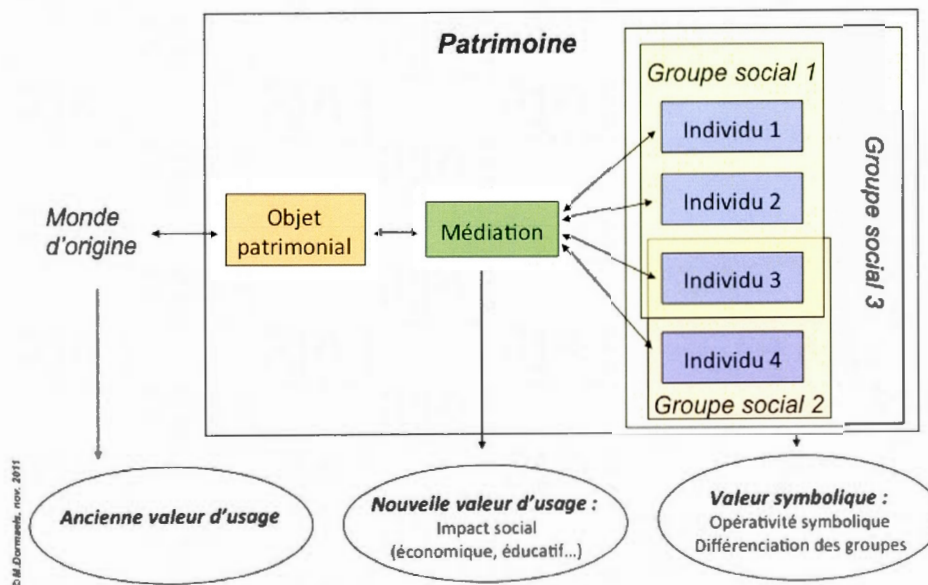 Patrimoine
Groupe social 1
Individu 1
Individu 2
Individu 3
Individu 4
Groupe social 2
Groupe social 3
Monde
d'origine
Objet
patrimonial
Médiation
Ancienne valeur d'usage
Nouvelle valeur d'usage :
Impact social
(économique, éducatif...)
Valeur symbolique :
Opérativité symbolique
Différenciation des groupes
©M.Dormaels, nov. 2011